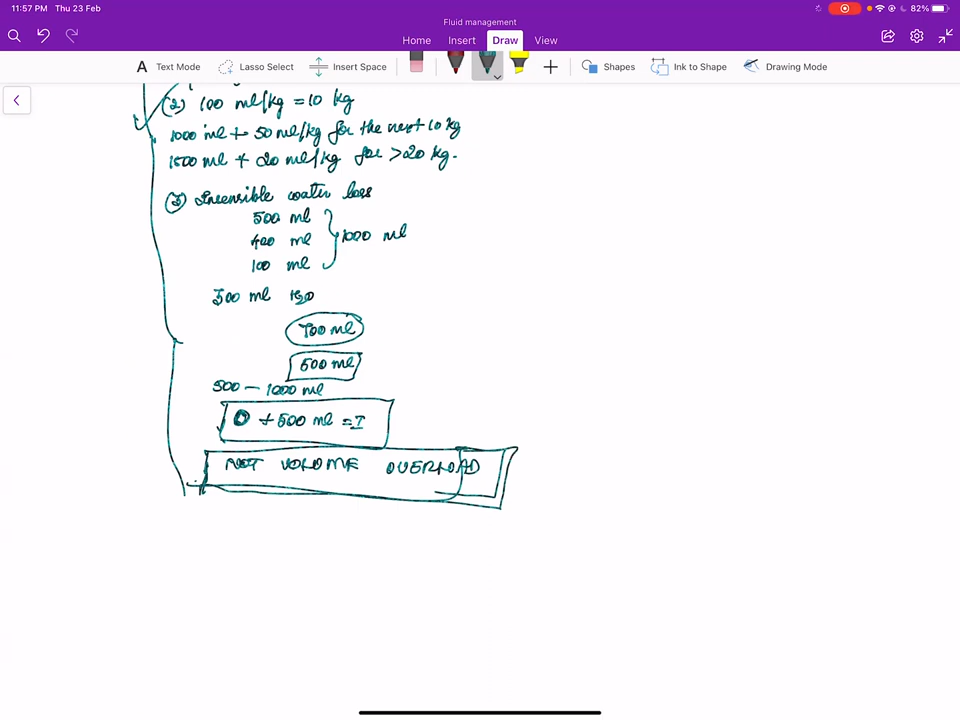 11:57 PM Thu 23 Feb
82%
Fluid management
Home Insert Draw View
Text Mode Lasso Select Insert Space Shapes Ink to Shape Drawing Mode
(2) 100 ml/kg = 10 kg
1000 ml + 50 ml/kg for the next 10 kg
1500 ml + 20 ml/kg for >20 kg.
(3) Insensible water loss
500 ml
400 ml
1000 ml
100 ml
500 ml
700 ml
500 ml
500 - 1000 ml
O + 500 ml = I
NOT VOLUME OVERLOAD